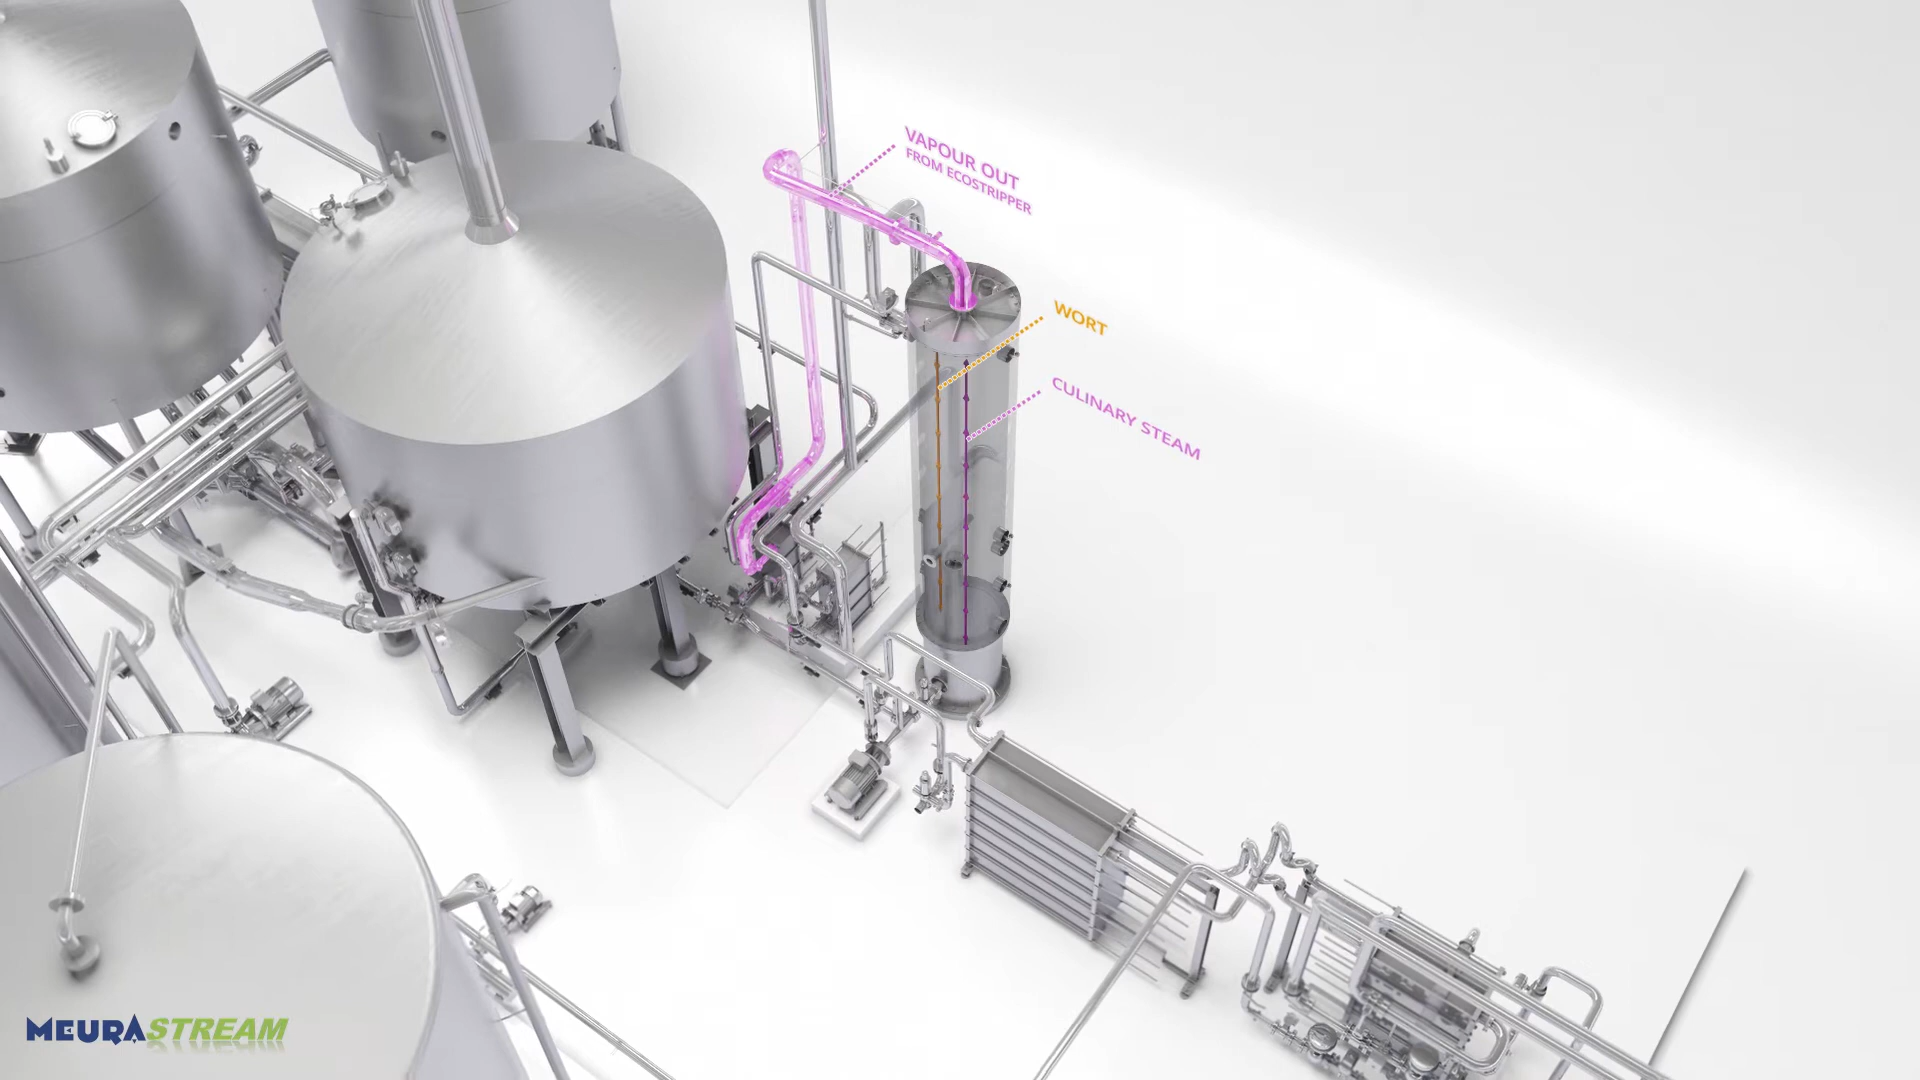 VAPOUR OUT
FROM ECOSTRIPPER
WORT
CULINARY STEAM
MEURASTREAM